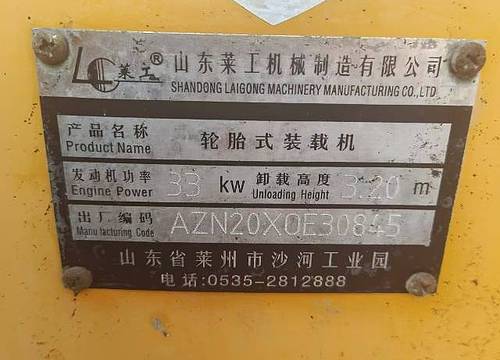 莱工® 山东莱工机械制造有限公司
SHANDONG LAIGONG MACHINERY MANUFACTURING CO.,LTD
产品名称 轮胎式装载机
Product Name
发动机功率 33 kw 卸载高度 3.20 m
Engine Power Unloading Height
出厂编码 AZN20X0E30845
Manufacturing Code
山东省莱州市沙河工业园
电话:0535-2812888